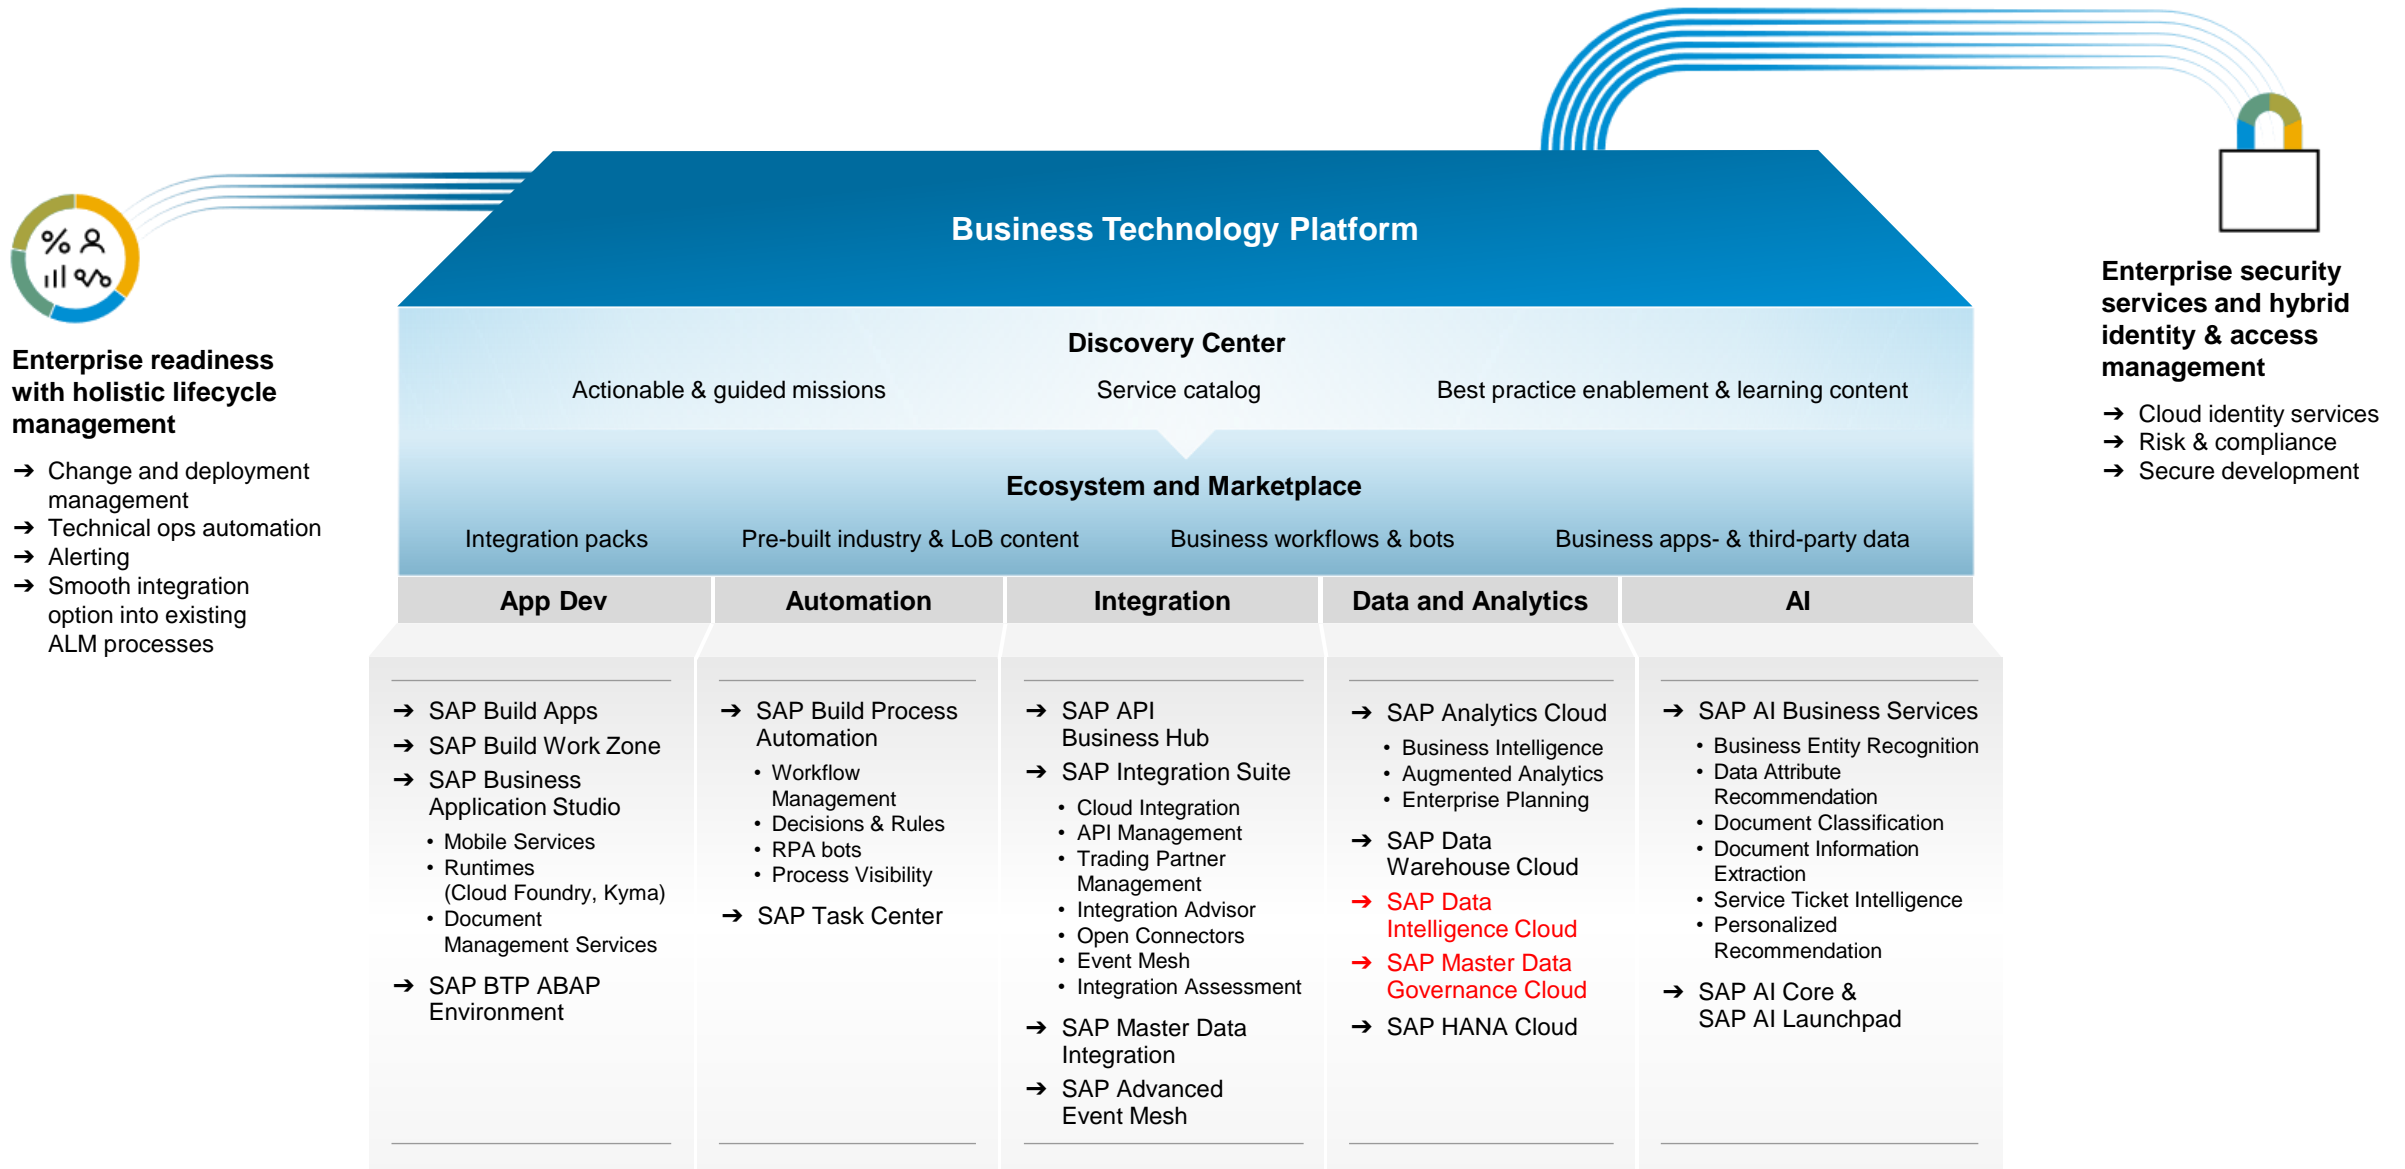 Business Technology Platform
Enterprise readiness
with holistic lifecycle
management
➔ Change and deployment
management
➔ Technical ops automation
➔ Alerting
➔ Smooth integration
option into existing
ALM processes
Enterprise security
services and hybrid
identity & access
management
➔ Cloud identity services
➔ Risk & compliance
➔ Secure development
Discovery Center
Actionable & guided missions
Service catalog
Best practice enablement & learning content
Ecosystem and Marketplace
Integration packs
Pre-built industry & LoB content
Business workflows & bots
Business apps- & third-party data
App Dev
➔ SAP Build Apps
➔ SAP Build Work Zone
➔ SAP Business
Application Studio
• Mobile Services
• Runtimes
(Cloud Foundry, Kyma)
• Document
Management Services
➔ SAP BTP ABAP
Environment
Automation
➔ SAP Build Process
Automation
• Workflow
Management
• Decisions & Rules
• RPA bots
• Process Visibility
➔ SAP Task Center
Integration
➔ SAP API
Business Hub
➔ SAP Integration Suite
• Cloud Integration
• API Management
• Trading Partner
Management
• Integration Advisor
• Open Connectors
• Event Mesh
• Integration Assessment
➔ SAP Master Data
Integration
➔ SAP Advanced
Event Mesh
Data and Analytics
➔ SAP Analytics Cloud
• Business Intelligence
• Augmented Analytics
• Enterprise Planning
➔ SAP Data
Warehouse Cloud
➔ SAP Data
Intelligence Cloud
➔ SAP Master Data
Governance Cloud
➔ SAP HANA Cloud
AI
➔ SAP AI Business Services
• Business Entity Recognition
• Data Attribute
Recommendation
• Document Classification
• Document Information
Extraction
• Service Ticket Intelligence
• Personalized
Recommendation
➔ SAP AI Core &
SAP AI Launchpad